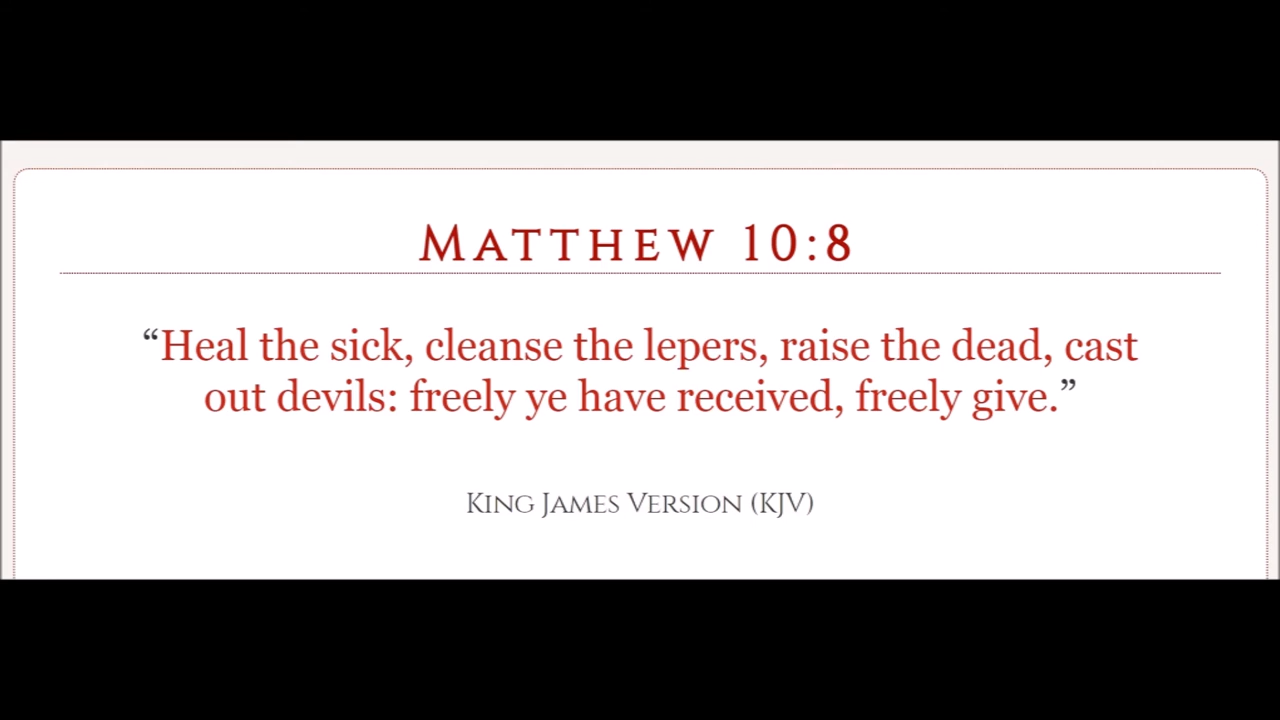 Matthew 10:8
“Heal the sick, cleanse the lepers, raise the dead, cast
out devils: freely ye have received, freely give.”
King James Version (KJV)